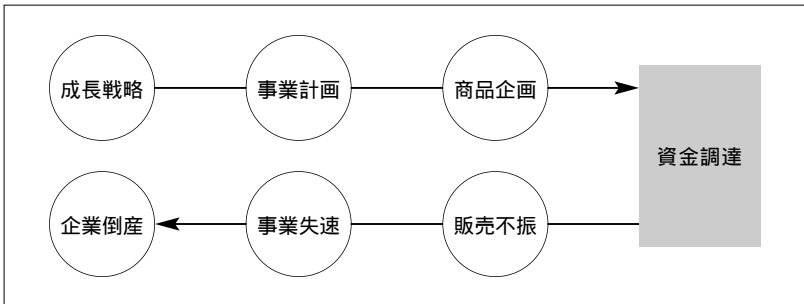 成長戦略
事業計画
商品企画
資金調達
企業倒産
事業失速
販売不振